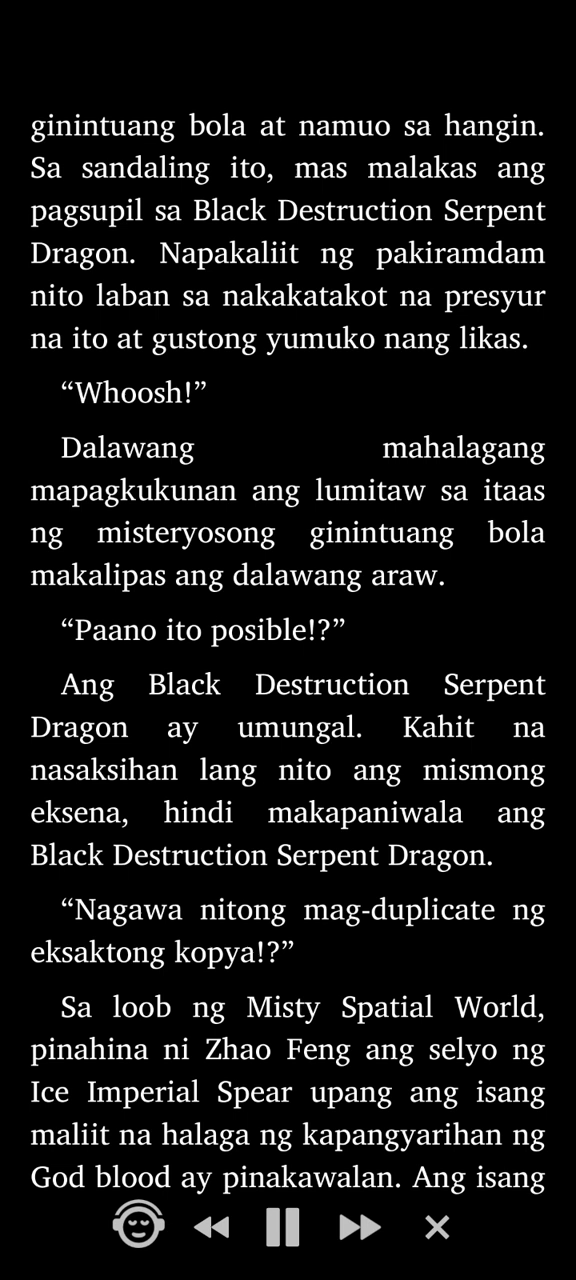 ginintuang bola at namuo sa hangin.
Sa sandaling ito, mas malakas ang
pagsupil sa Black Destruction Serpent
Dragon. Napakaliit ng pakiramdam
nito laban sa nakakatakot na presyur
na ito at gustong yumuko nang likas.
“Whoosh!”
Dalawang mahalagang
mapagkukunan ang lumitaw sa itaas
ng misteryosong ginintuang bola
makalipas ang dalawang araw.
“Paano ito posible!?”
Ang Black Destruction Serpent
Dragon ay umungal. Kahit na
nasaksihan lang nito ang mismong
eksena, hindi makapaniwala ang
Black Destruction Serpent Dragon.
“Nagawa nitong mag-duplicate ng
eksaktong kopya!?”
Sa loob ng Misty Spatial World,
pinahina ni Zhao Feng ang selyo ng
Ice Imperial Spear upang ang isang
maliit na halaga ng kapangyarihan ng
God blood ay pinakawalan. Ang isang